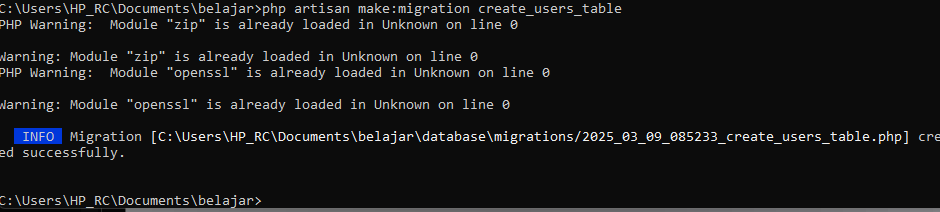 C:\Users\HP_RC\Documents\belajar>php artisan make:migration create_users_table
PHP Warning:  Module "zip" is already loaded in Unknown on line 0
Warning: Module "zip" is already loaded in Unknown on line 0
PHP Warning:  Module "openssl" is already loaded in Unknown on line 0
Warning: Module "openssl" is already loaded in Unknown on line 0
INFO  Migration [C:\Users\HP_RC\Documents\belajar\database\migrations/2025_03_09_085233_create_users_table.php] cre
ed successfully.
C:\Users\HP_RC\Documents\belajar>